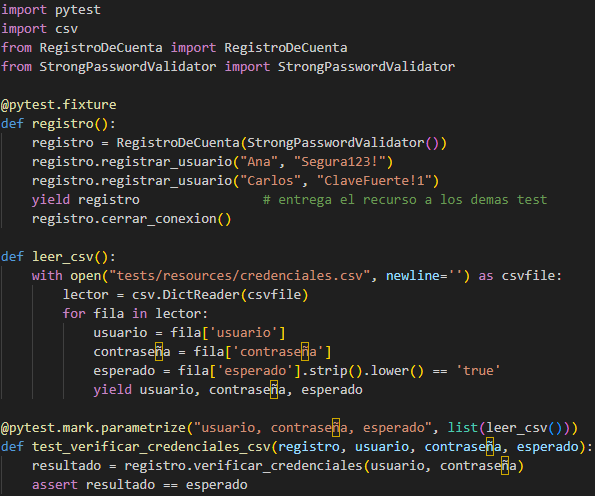 import pytest
import csv
from RegistroDeCuenta import RegistroDeCuenta
from StrongPasswordValidator import StrongPasswordValidator

@pytest.fixture
def registro():
    registro = RegistroDeCuenta(StrongPasswordValidator())
    registro.registrar_usuario("Ana", "Segura123!")
    registro.registrar_usuario("Carlos", "ClaveFuerte!1")
    yield registro                # entrega el recurso a los demas test
    registro.cerrar_conexion()

def leer_csv():
    with open("tests/resources/credenciales.csv", newline='') as csvfile:
        lector = csv.DictReader(csvfile)
        for fila in lector:
            usuario = fila['usuario']
            contraseña = fila['contraseña']
            esperado = fila['esperado'].strip().lower() == 'true'
            yield usuario, contraseña, esperado

@pytest.mark.parametrize("usuario, contraseña, esperado", list(leer_csv()))
def test_verificar_credenciales_csv(registro, usuario, contraseña, esperado):
    resultado = registro.verificar_credenciales(usuario, contraseña)
    assert resultado == esperado